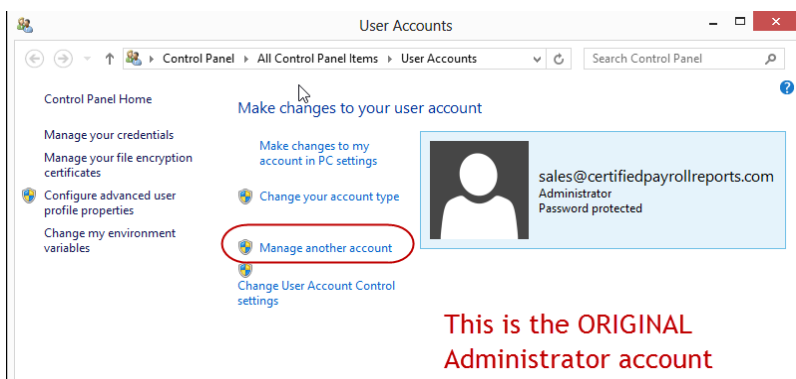 User Accounts
Control Panel All Control Panel Items User Accounts
Search Control Panel
Control Panel Home
Manage your credentials
Manage your file encryption
certificates
Configure advanced user
profile properties
Change my environment
variables
Make changes to your user account
Make changes to my
account in PC settings
Change your account type
Manage another account
Change User Account Control
settings
sales@certifiedpayrollreports.com
Administrator
Password protected
This is the ORIGINAL
Administrator account